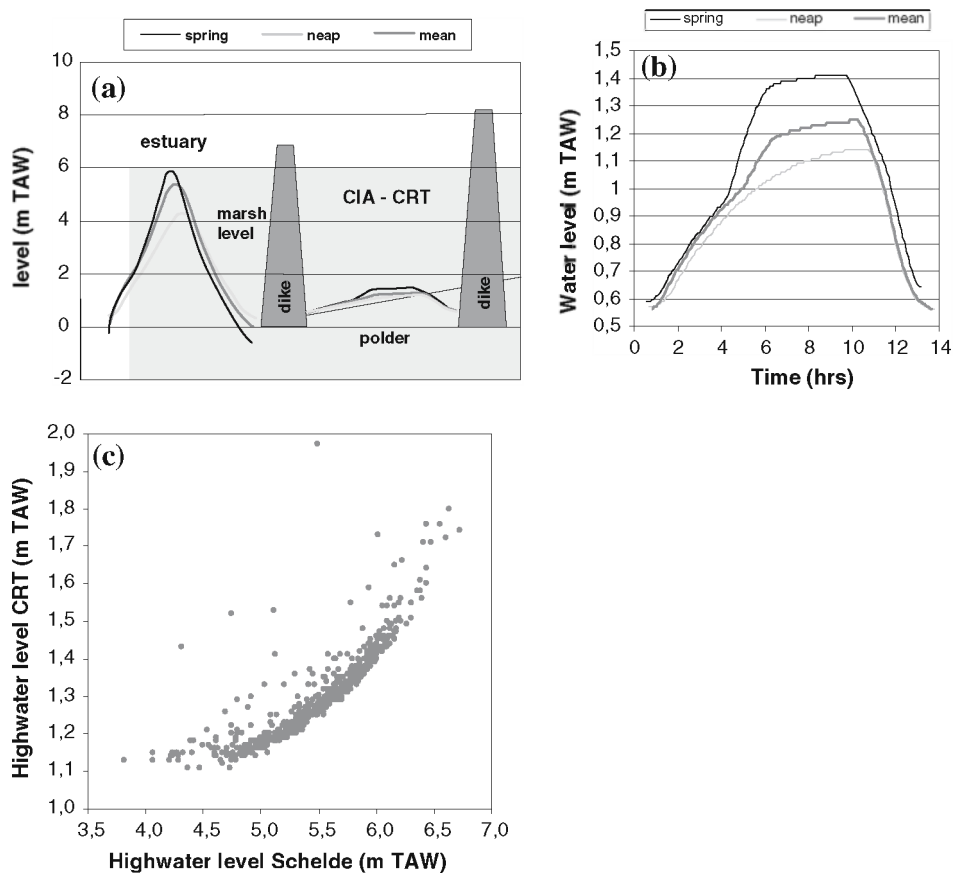 spring neap mean
(a)
10
8
6
4
2
0
-2
level (m TAW)
estuary
marsh
level
CIA - CRT
dike
dike
polder
spring neap mean
(b)
1,5
1,4
1,3
1,2
1,1
1
0,9
0,8
0,7
0,6
0,5
Water level (m TAW)
0 2 4 6 8 10 12 14
Time (hrs)
(c)
2,0
1,9
1,8
1,7
1,6
1,5
1,4
1,3
1,2
1,1
1,0
Highwater level CRT (m TAW)
3,5 4,0 4,5 5,0 5,5 6,0 6,5 7,0
Highwater level Schelde (m TAW)